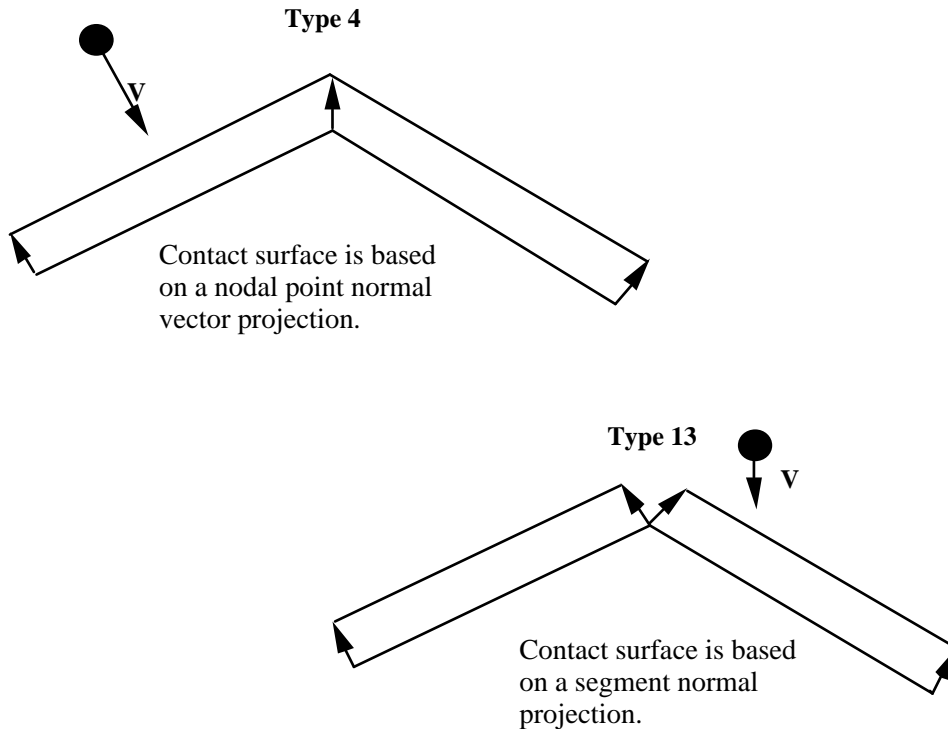 Type 4
V
Contact surface is based
on a nodal point normal
vector projection.
Type 13
V
Contact surface is based
on a segment normal
projection.